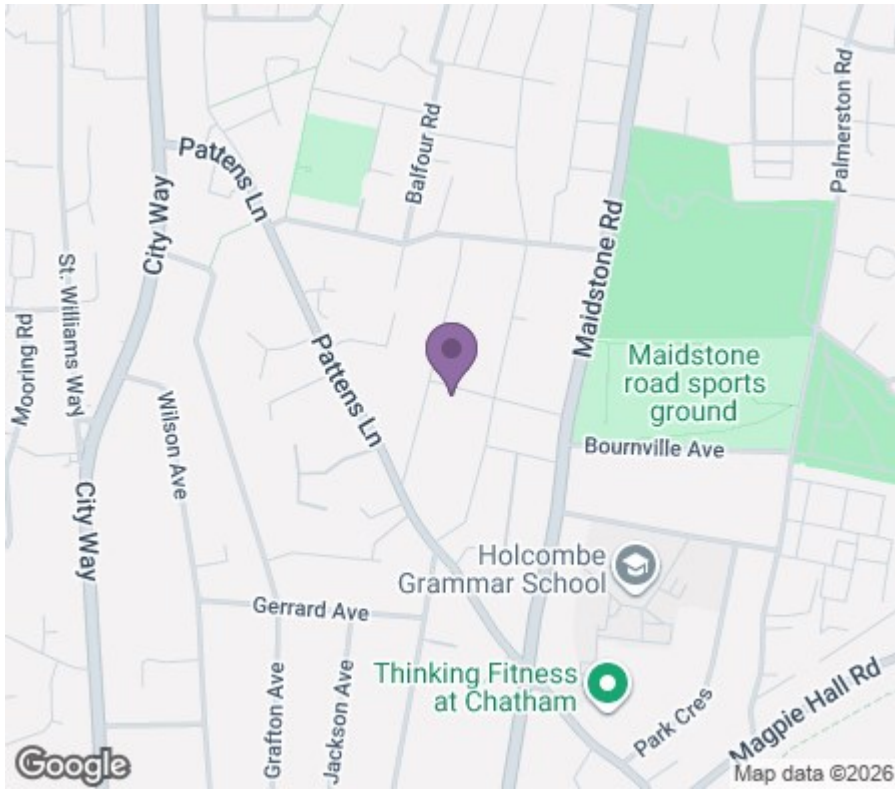 Pattens Ln
Balfour Rd
Palmerston Rd
City Way
St. Williams Way
Maidstone Rd
Mooring Rd
Pattens Ln
Maidstone
road sports
ground
Wilson Ave
Bournville Ave
City Way
Holcombe
Grammar School
Gerrard Ave
Thinking Fitness
at Chatham
Grafton Ave
Jackson Ave
Park Cres
Magpie Hall Rd
Google
Map data ©2026